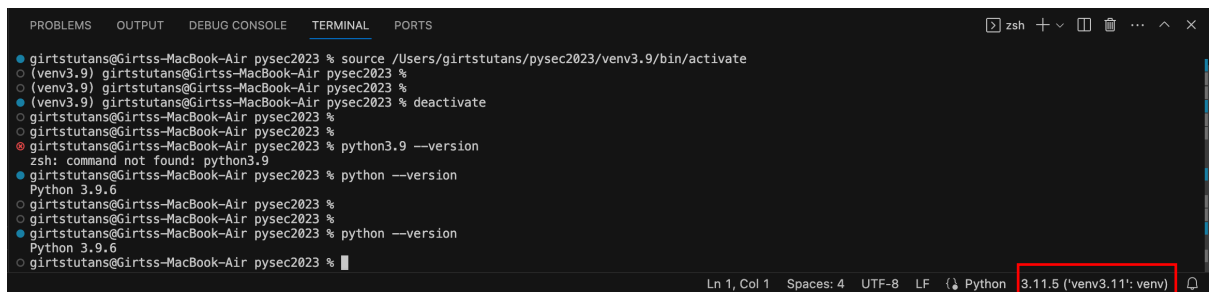 PROBLEMS OUTPUT DEBUG CONSOLE TERMINAL PORTS zsh
girtstutans@Girtss-MacBook-Air pysec2023 % source /Users/girtstutans/pysec2023/venv3.9/bin/activate
(venv3.9) girtstutans@Girtss-MacBook-Air pysec2023 %
(venv3.9) girtstutans@Girtss-MacBook-Air pysec2023 %
(venv3.9) girtstutans@Girtss-MacBook-Air pysec2023 % deactivate
girtstutans@Girtss-MacBook-Air pysec2023 %
girtstutans@Girtss-MacBook-Air pysec2023 %
girtstutans@Girtss-MacBook-Air pysec2023 % python3.9 --version
zsh: command not found: python3.9
girtstutans@Girtss-MacBook-Air pysec2023 % python --version
Python 3.9.6
girtstutans@Girtss-MacBook-Air pysec2023 %
girtstutans@Girtss-MacBook-Air pysec2023 %
girtstutans@Girtss-MacBook-Air pysec2023 % python --version
Python 3.9.6
girtstutans@Girtss-MacBook-Air pysec2023 %
Ln 1, Col 1 Spaces: 4 UTF-8 LF Python 3.11.5 ('venv3.11': venv)